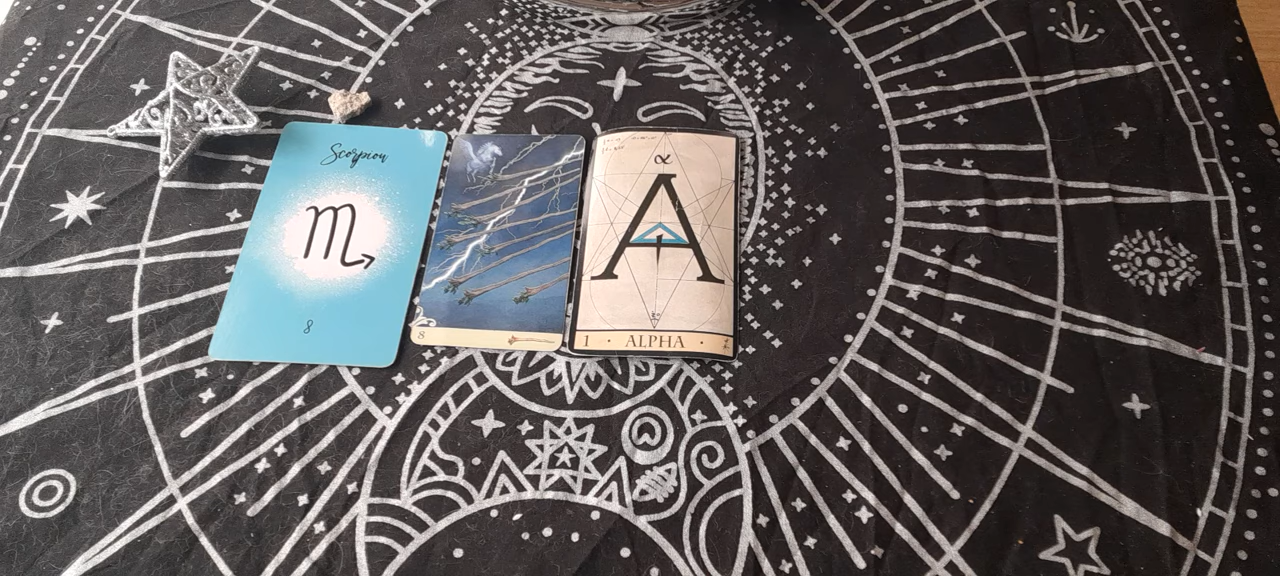 Scorpion
♏
8
8
α
A
1 · ALPHA ·